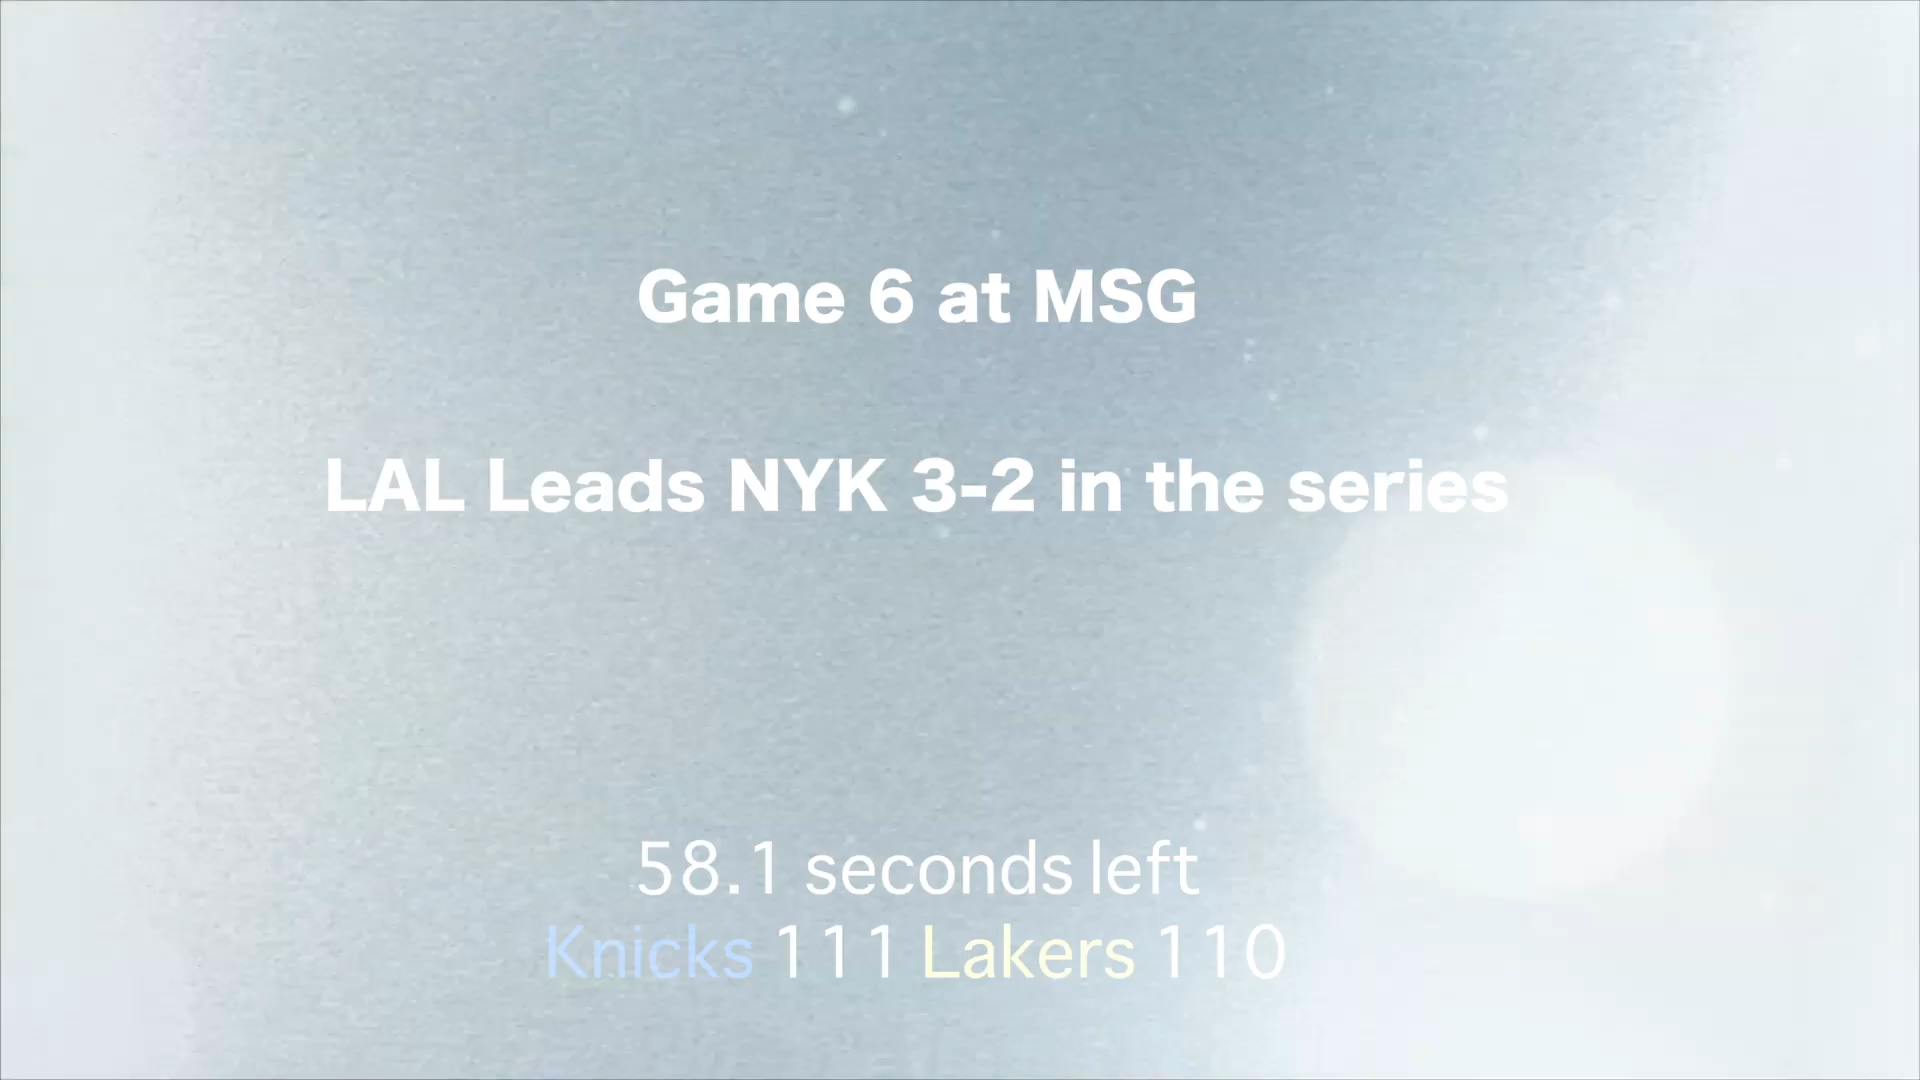 Game 6 at MSG
LAL Leads NYK 3-2 in the series
58.1 seconds left
Knicks 111 Lakers 110